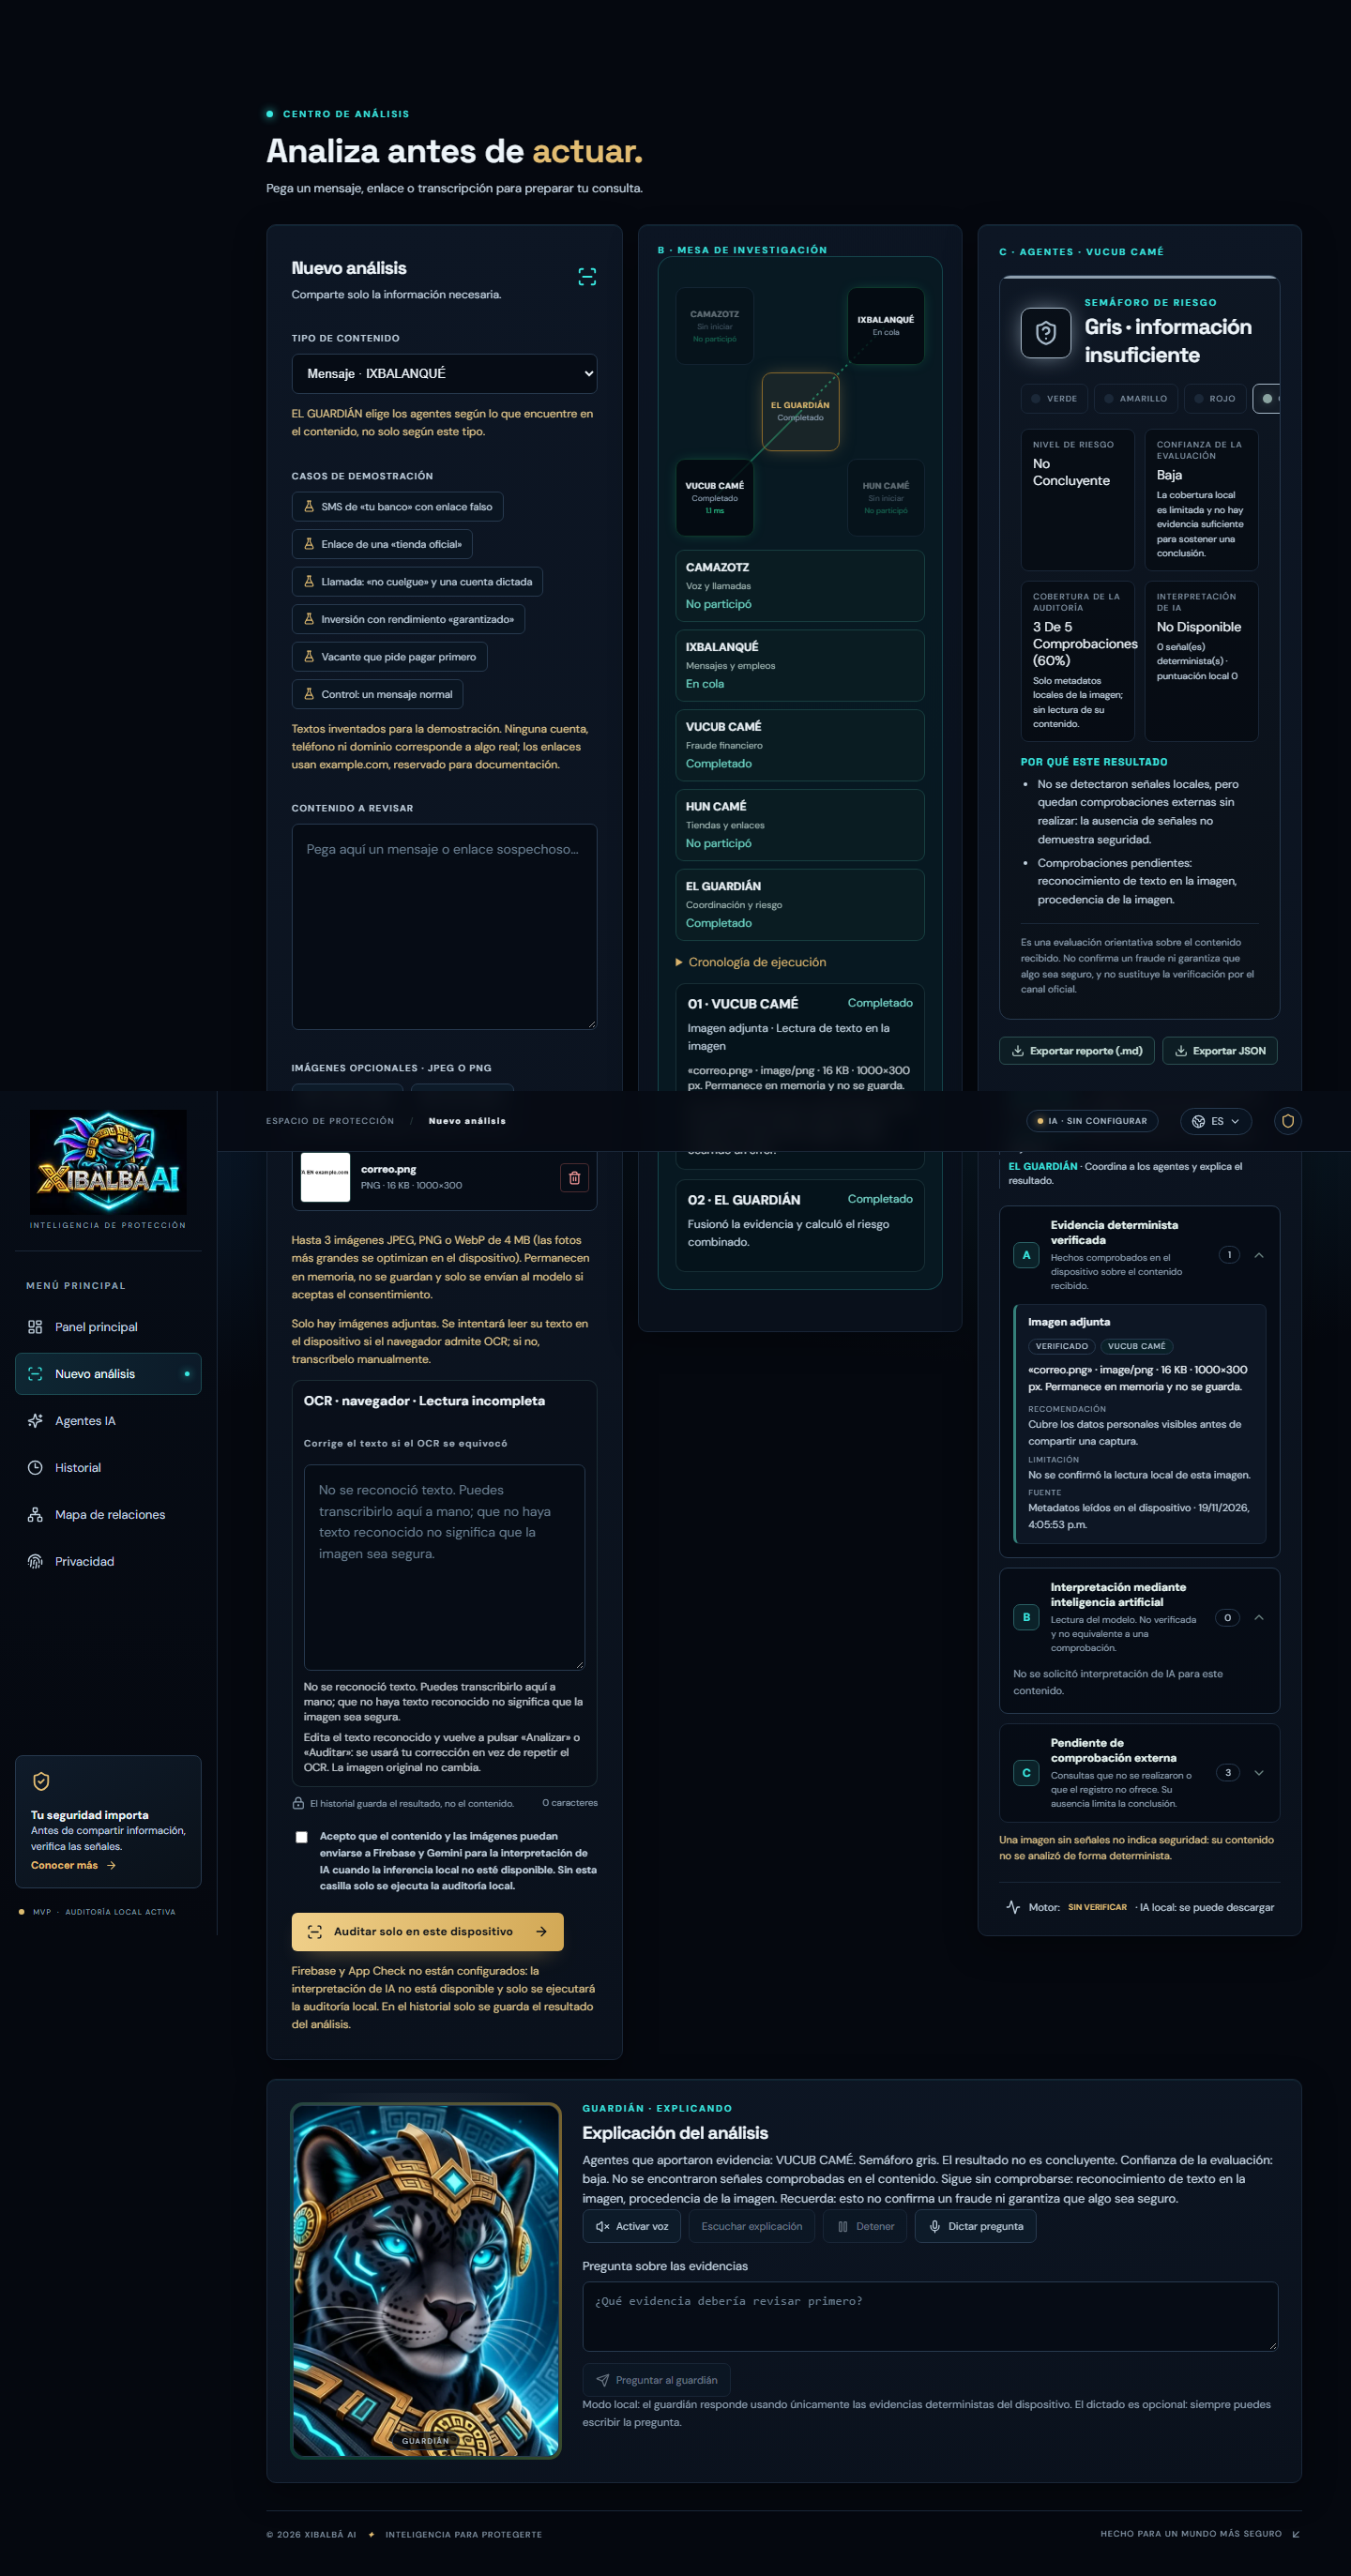 CENTRO DE ANÁLISIS
Analiza antes de actuar.
Pega un mensaje, enlace o transcripción para preparar tu consulta.
Nuevo análisis
Comparte solo la información necesaria.
TIPO DE CONTENIDO
Mensaje · IXBALANQUÉ
EL GUARDIÁN elige los agentes según lo que encuentre en
el contenido, no solo según este tipo.
CASOS DE DEMOSTRACIÓN
SMS de «tu banco» con enlace falso
Enlace de una «tienda oficial»
Llamada: «no cuelgue» y una cuenta dictada
Inversión con rendimiento «garantizado»
Vacante que pide pagar primero
Control: un mensaje normal
Textos inventados para la demostración. Ninguna cuenta,
teléfono ni dominio corresponde a algo real; los enlaces
usan example.com, reservado para documentación.
CONTENIDO A REVISAR
Pega aquí un mensaje o enlace sospechoso...
IMÁGENES OPCIONALES · JPEG O PNG
B · MESA DE INVESTIGACIÓN
CAMAZOTZ
Sin iniciar
No participó
IXBALANQUÉ
En cola
EL GUARDIÁN
Completado
VUCUB CAMÉ
Completado
1.1 ms
HUN CAMÉ
Sin iniciar
No participó
CAMAZOTZ
Voz y llamadas
No participó
IXBALANQUÉ
Mensajes y empleos
En cola
VUCUB CAMÉ
Fraude financiero
Completado
HUN CAMÉ
Tiendas y enlaces
No participó
EL GUARDIÁN
Coordinación y riesgo
Completado
Cronología de ejecución
01 · VUCUB CAMÉ Completado
Imagen adjunta · Lectura de texto en la
imagen
«correo.png» · image/png · 16 KB · 1000×300
px. Permanece en memoria y no se guarda.
C · AGENTES · VUCUB CAMÉ
SEMÁFORO DE RIESGO
Gris · información
insuficiente
VERDE
AMARILLO
ROJO
NIVEL DE RIESGO
No
Concluyente
CONFIANZA DE LA
EVALUACIÓN
Baja
La cobertura local
es limitada y no hay
evidencia suficiente
para sostener una
conclusión.
COBERTURA DE LA
AUDITORÍA
3 De 5
Comprobaciones
(60%)
Solo metadatos
locales de la imagen;
sin lectura de su
contenido.
INTERPRETACIÓN
DE IA
No Disponible
0 señal(es)
determinista(s) ·
puntuación local 0
POR QUÉ ESTE RESULTADO
• No se detectaron señales locales, pero
quedan comprobaciones externas sin
realizar: la ausencia de señales no
demuestra seguridad.
• Comprobaciones pendientes:
reconocimiento de texto en la imagen,
procedencia de la imagen.
Es una evaluación orientativa sobre el contenido
recibido. No confirma un fraude ni garantiza que
algo sea seguro, y no sustituye la verificación por el
canal oficial.
Exportar reporte (.md)
Exportar JSON
XIBALBÁ AI
INTELIGENCIA DE PROTECCIÓN
ESPACIO DE PROTECCIÓN / Nuevo análisis
IA · SIN CONFIGURAR
ES
MENÚ PRINCIPAL
Panel principal
Nuevo análisis
Agentes IA
Historial
Mapa de relaciones
Privacidad
Tu seguridad importa
Antes de compartir información,
verifica las señales.
Conocer más
MVP · AUDITORÍA LOCAL ACTIVA
A EN example.com
correo.png
PNG · 16 KB · 1000×300
Hasta 3 imágenes JPEG, PNG o WebP de 4 MB (las fotos
más grandes se optimizan en el dispositivo). Permanecen
en memoria, no se guardan y solo se envían al modelo si
aceptas el consentimiento.
Solo hay imágenes adjuntas. Se intentará leer su texto en
el dispositivo si el navegador admite OCR; si no,
transcríbelo manualmente.
OCR · navegador · Lectura incompleta
Corrige el texto si el OCR se equivocó
No se reconoció texto. Puedes
transcribirlo aquí a mano; que no haya
texto reconocido no significa que la
imagen sea segura.
No se reconoció texto. Puedes transcribirlo aquí a
mano; que no haya texto reconocido no significa que la
imagen sea segura.
Edita el texto reconocido y vuelve a pulsar «Analizar» o
«Auditar»: se usará tu corrección en vez de repetir el
OCR. La imagen original no cambia.
El historial guarda el resultado, no el contenido. 0 caracteres
Acepto que el contenido y las imágenes puedan
enviarse a Firebase y Gemini para la interpretación de
IA cuando la inferencia local no esté disponible. Sin esta
casilla solo se ejecuta la auditoría local.
Auditar solo en este dispositivo
Firebase y App Check no están configurados: la
interpretación de IA no está disponible y solo se ejecutará
la auditoría local. En el historial solo se guarda el resultado
del análisis.
02 · EL GUARDIÁN Completado
Fusionó la evidencia y calculó el riesgo
combinado.
EL GUARDIÁN · Coordina a los agentes y explica el
resultado.
A
Evidencia determinista
verificada
Hechos comprobados en el
dispositivo sobre el contenido
recibido.
1
Imagen adjunta
VERIFICADO
VUCUB CAMÉ
«correo.png» · image/png · 16 KB · 1000×300
px. Permanece en memoria y no se guarda.
RECOMENDACIÓN
Cubre los datos personales visibles antes de
compartir una captura.
LIMITACIÓN
No se confirmó la lectura local de esta imagen.
FUENTE
Metadatos leídos en el dispositivo · 19/11/2026,
4:05:53 p.m.
B
Interpretación mediante
inteligencia artificial
Lectura del modelo. No verificada
y no equivalente a una
comprobación.
0
No se solicitó interpretación de IA para este
contenido.
C
Pendiente de
comprobación externa
Consultas que no se realizaron o
que el registro no ofrece. Su
ausencia limita la conclusión.
3
Una imagen sin señales no indica seguridad: su contenido
no se analizó de forma determinista.
Motor: SIN VERIFICAR · IA local: se puede descargar
GUARDIÁN
GUARDIÁN · EXPLICANDO
Explicación del análisis
Agentes que aportaron evidencia: VUCUB CAMÉ. Semáforo gris. El resultado no es concluyente. Confianza de la evaluación:
baja. No se encontraron señales comprobadas en el contenido. Sigue sin comprobarse: reconocimiento de texto en la
imagen, procedencia de la imagen. Recuerda: esto no confirma un fraude ni garantiza que algo sea seguro.
Activar voz
Escuchar explicación
Detener
Dictar pregunta
Pregunta sobre las evidencias
¿Qué evidencia debería revisar primero?
Preguntar al guardián
Modo local: el guardián responde usando únicamente las evidencias deterministas del dispositivo. El dictado es opcional: siempre puedes
escribir la pregunta.
© 2026 XIBALBÁ AI ✦ INTELIGENCIA PARA PROTEGERTE
HECHO PARA UN MUNDO MÁS SEGURO